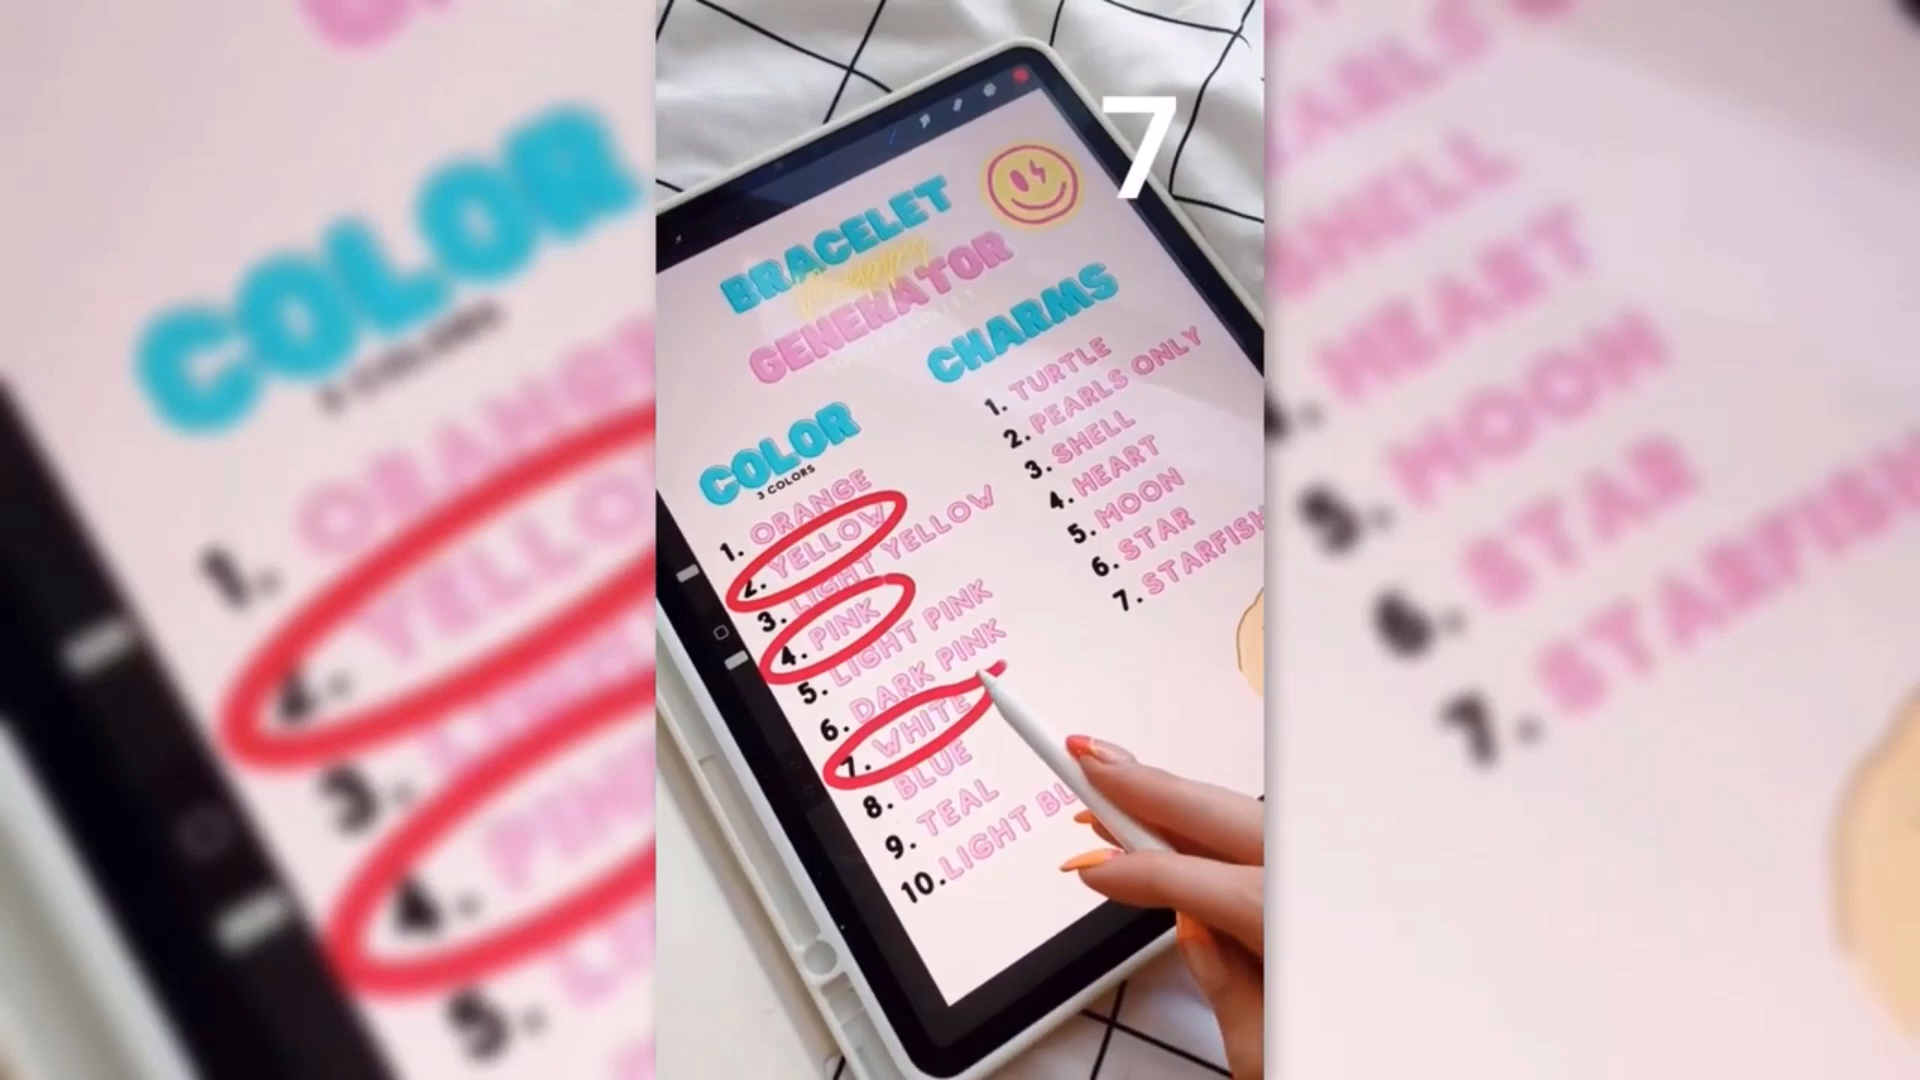 7
BRACELET
GENERATOR
CHARMS
1. TURTLE
2. PEARLS ONLY
3. SHELL
4. HEART
5. MOON
6. STAR
7. STARFISH
COLOR
3 COLORS
1. ORANGE
2. YELLOW
3. LIGHT YELLOW
4. PINK
5. LIGHT PINK
6. DARK PINK
7. WHITE
8. BLUE
9. TEAL
10. LIGHT BL